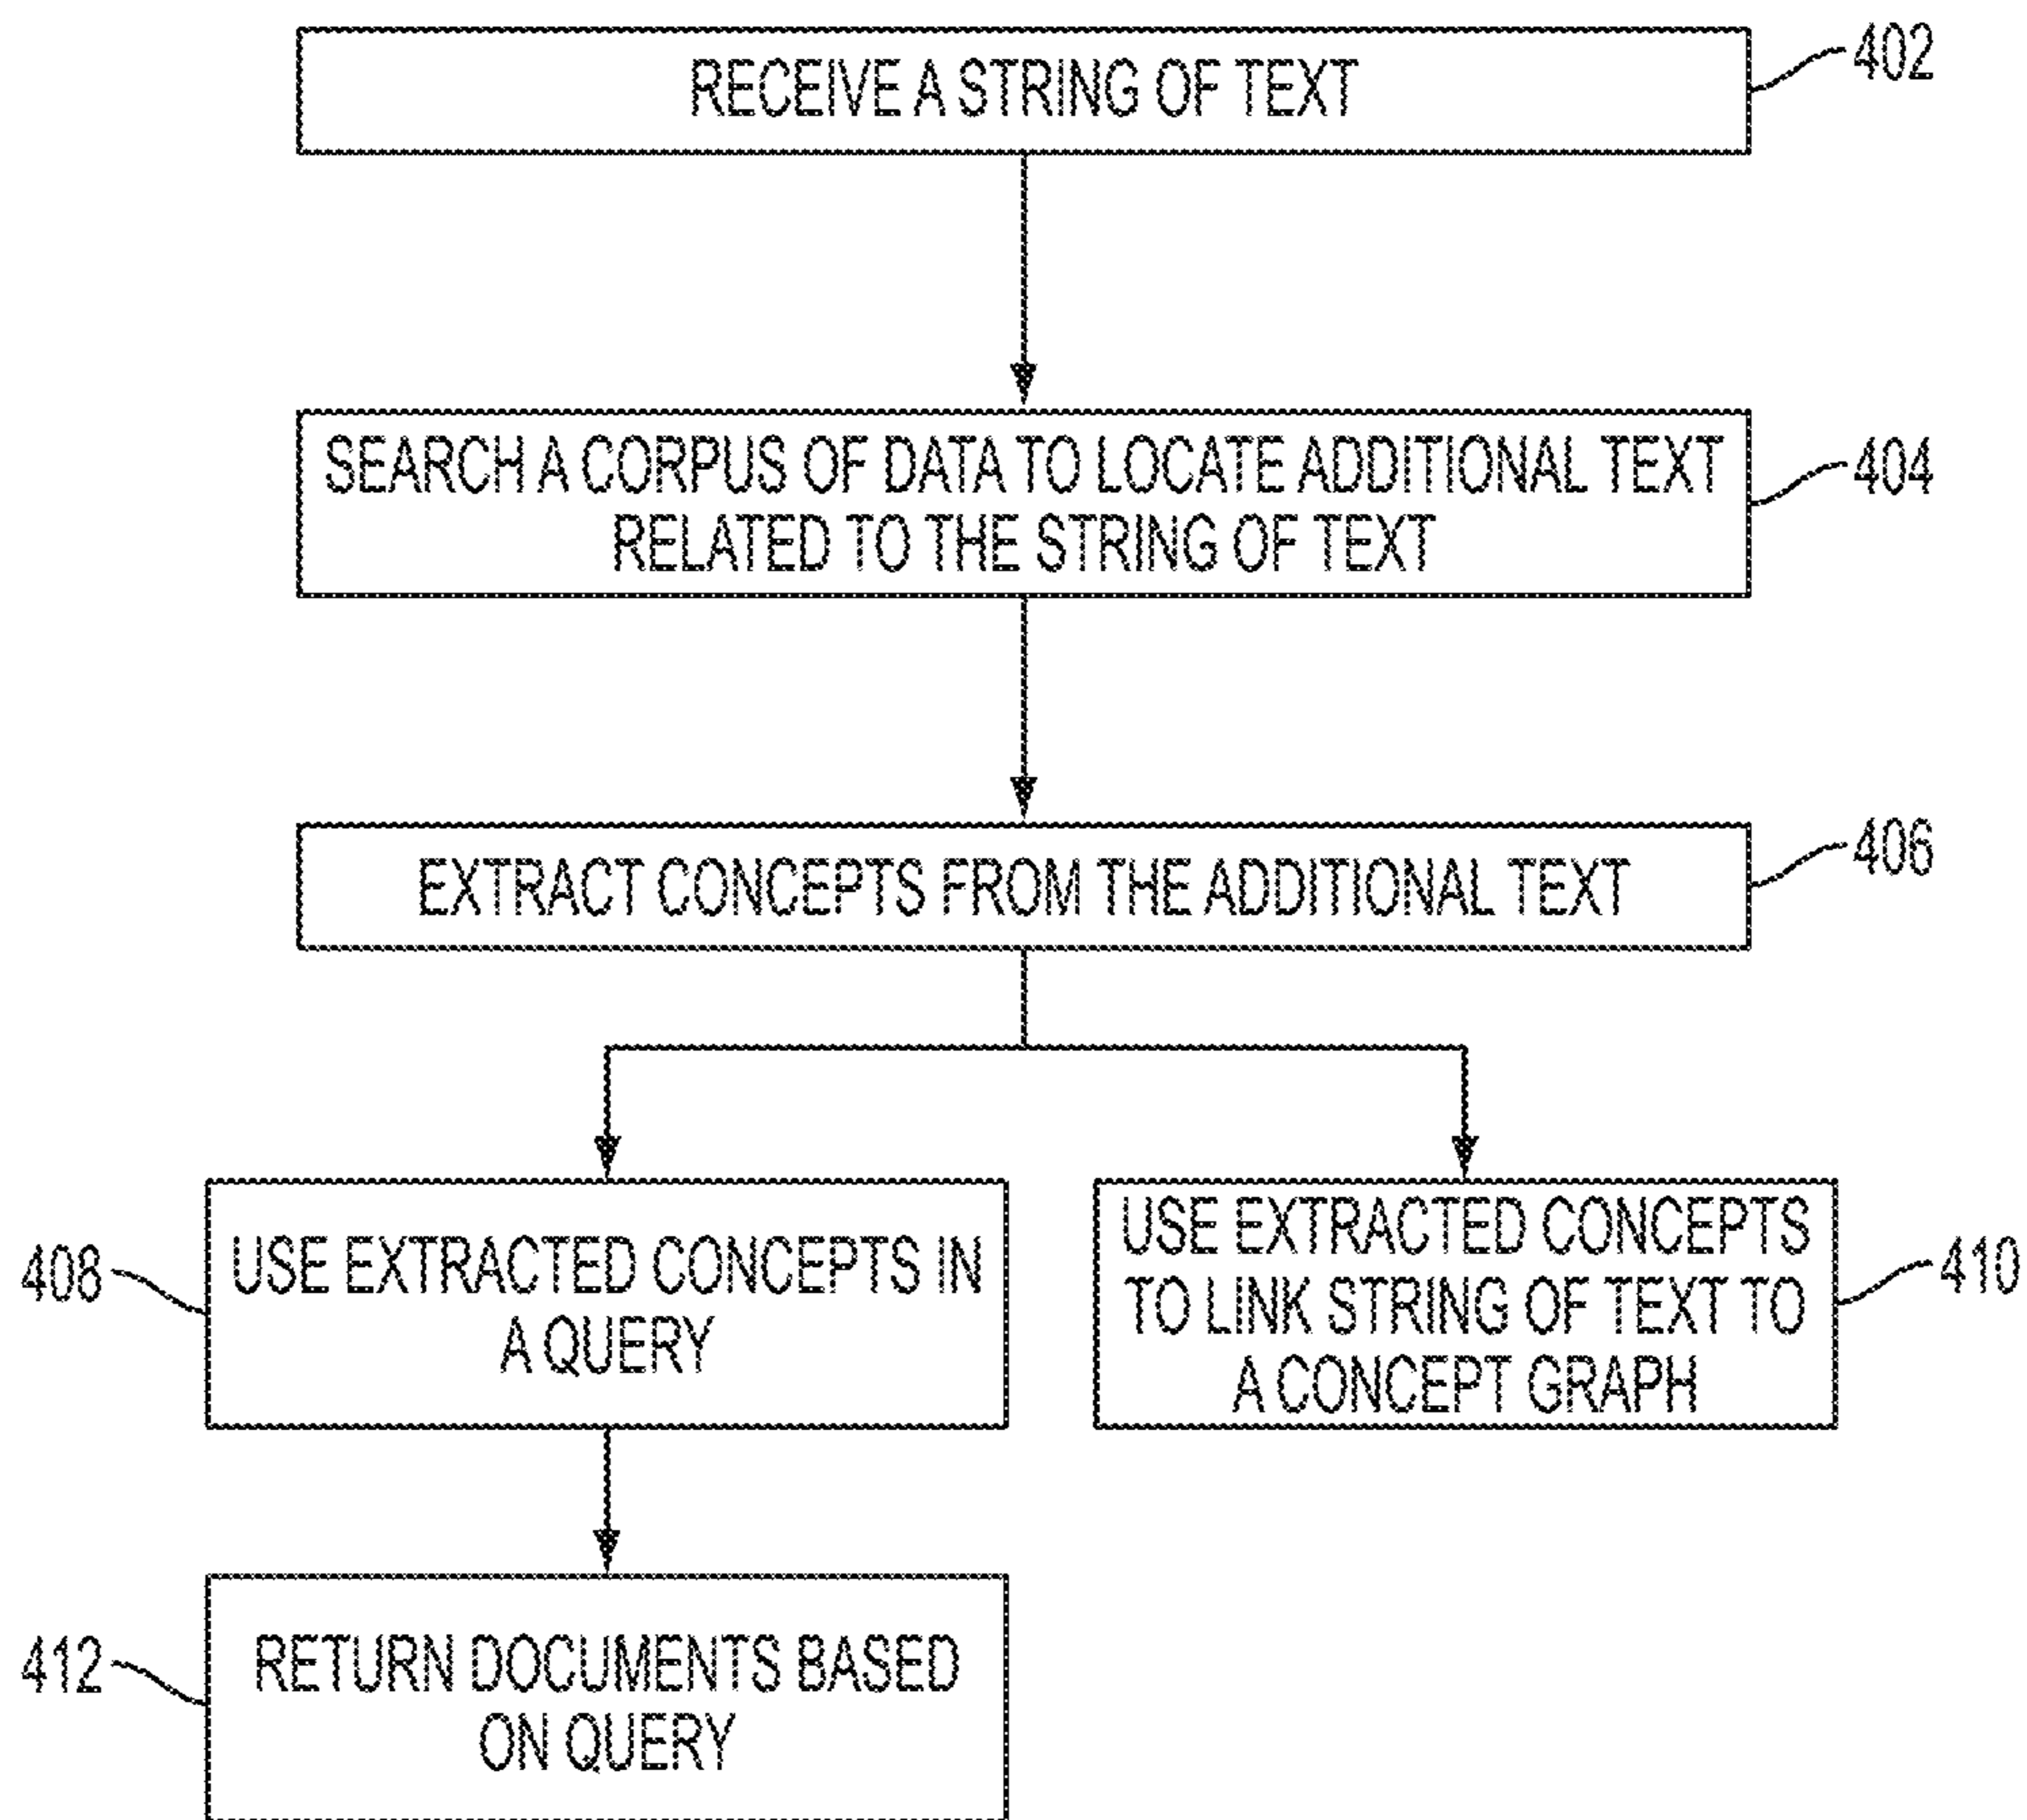 RECEIVE A STRING OF TEXT
402
SEARCH A CORPUS OF DATA TO LOCATE ADDITIONAL TEXT
RELATED TO THE STRING OF TEXT
404
EXTRACT CONCEPTS FROM THE ADDITIONAL TEXT
406
408
USE EXTRACTED CONCEPTS IN
A QUERY
USE EXTRACTED CONCEPTS
TO LINK STRING OF TEXT TO
A CONCEPT GRAPH
410
412
RETURN DOCUMENTS BASED
ON QUERY